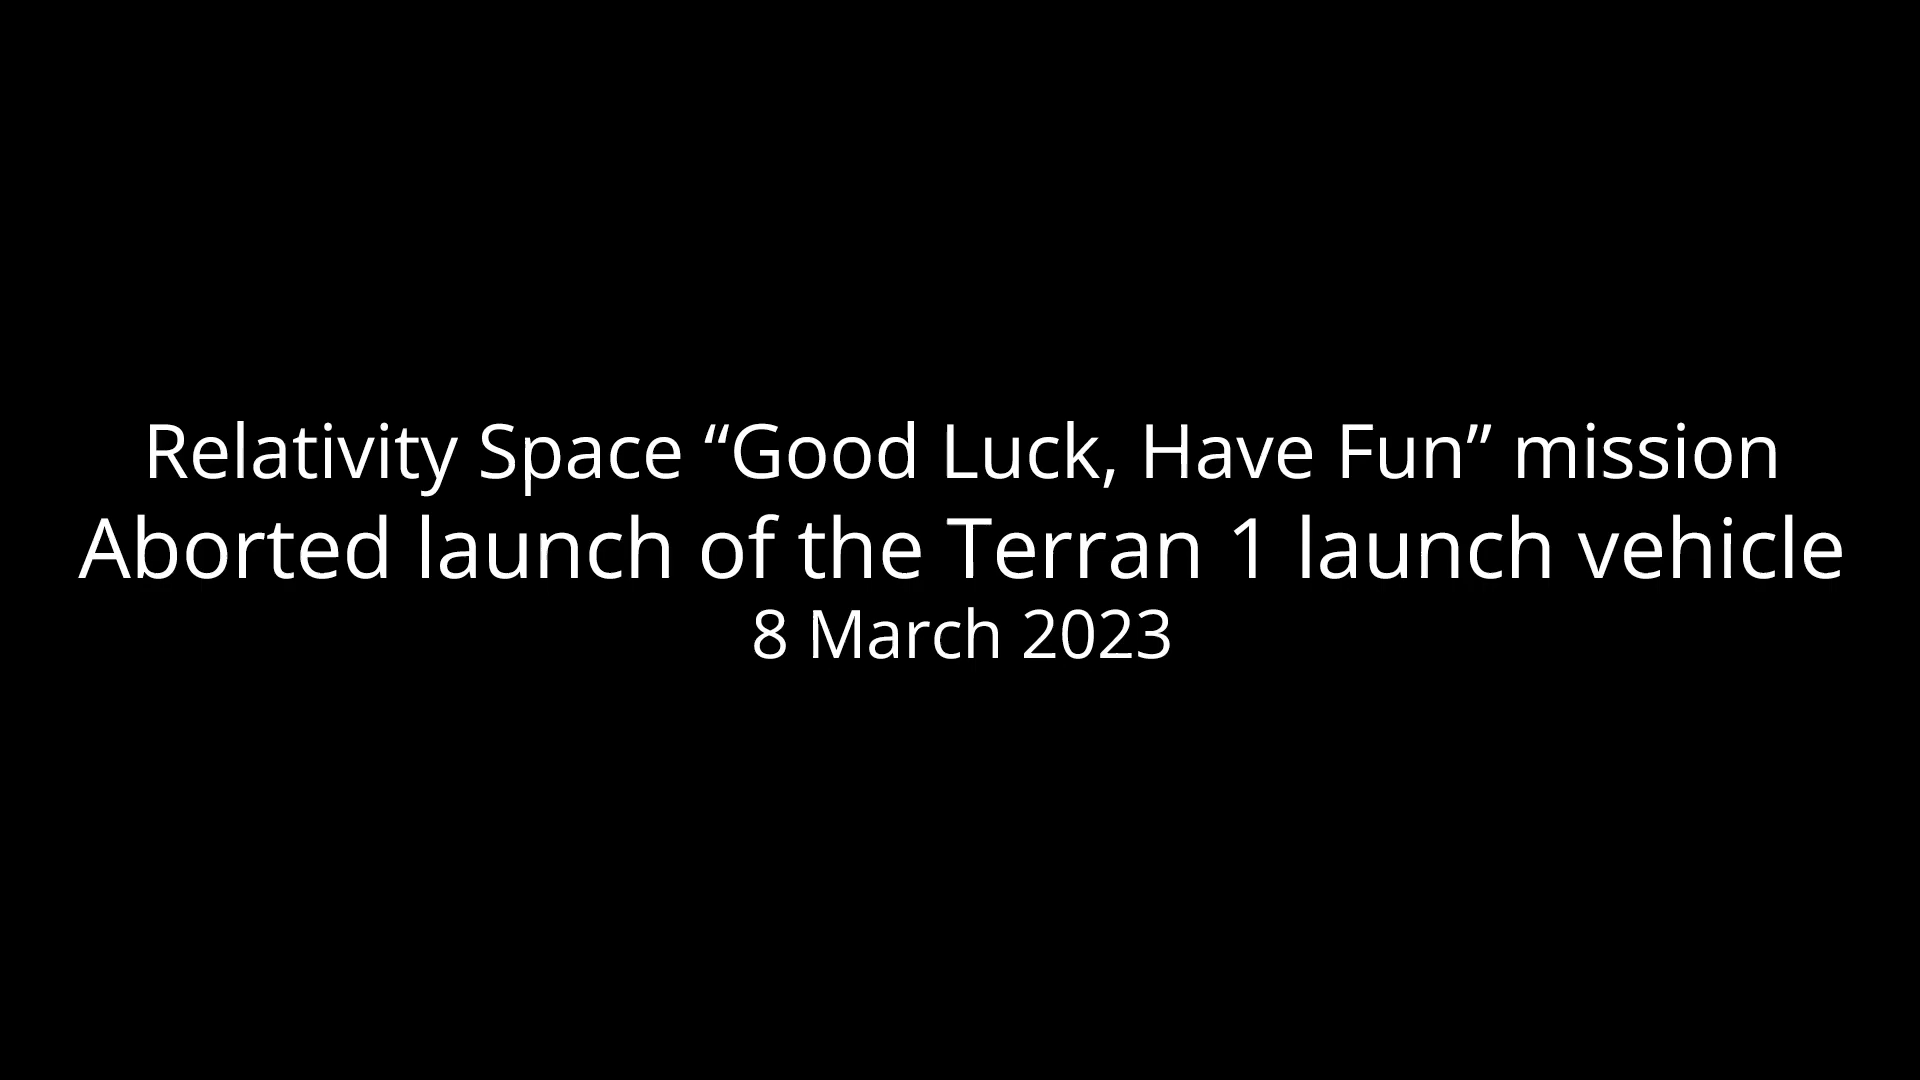 Relativity Space “Good Luck, Have Fun” mission
Aborted launch of the Terran 1 launch vehicle
8 March 2023